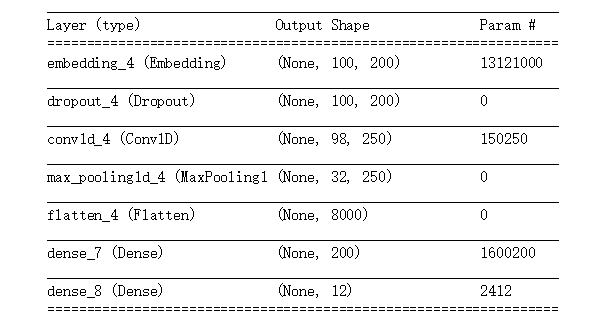 Layer (type) Output Shape Param #
=================================================================
embedding_4 (Embedding) (None, 100, 200) 13121000
dropout_4 (Dropout) (None, 100, 200) 0
conv1d_4 (Conv1D) (None, 98, 250) 150250
max_pooling1d_4 (MaxPooling1 (None, 32, 250) 0
flatten_4 (Flatten) (None, 8000) 0
dense_7 (Dense) (None, 200) 1600200
dense_8 (Dense) (None, 12) 2412
=================================================================